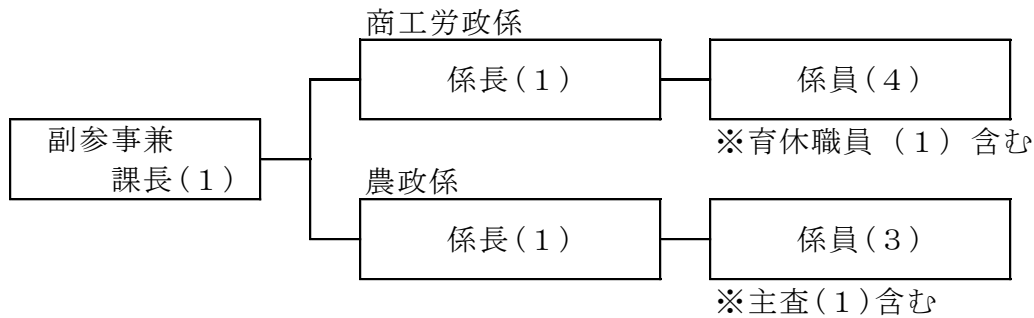 商工労政係
係長(１)
係員(４)
※育休職員（１）含む
副参事兼
課長(１)
農政係
係長(１)
係員(３)
※主査(１)含む